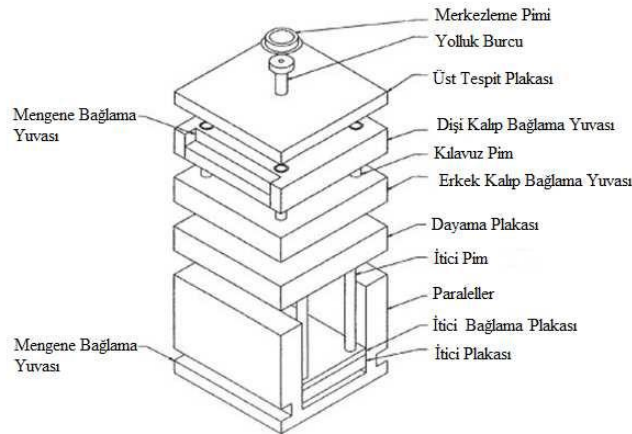 Merkezleme Pimi
Yolluk Burcu
Üst Tespit Plakası
Mengene Bağlama
Yuvası
Dişi Kalıp Bağlama Yuvası
Kılavuz Pim
Erkek Kalıp Bağlama Yuvası
Dayama Plakası
İtici Pim
Paraleller
İtici Bağlama Plakası
Mengene Bağlama
Yuvası
İtici Plakası